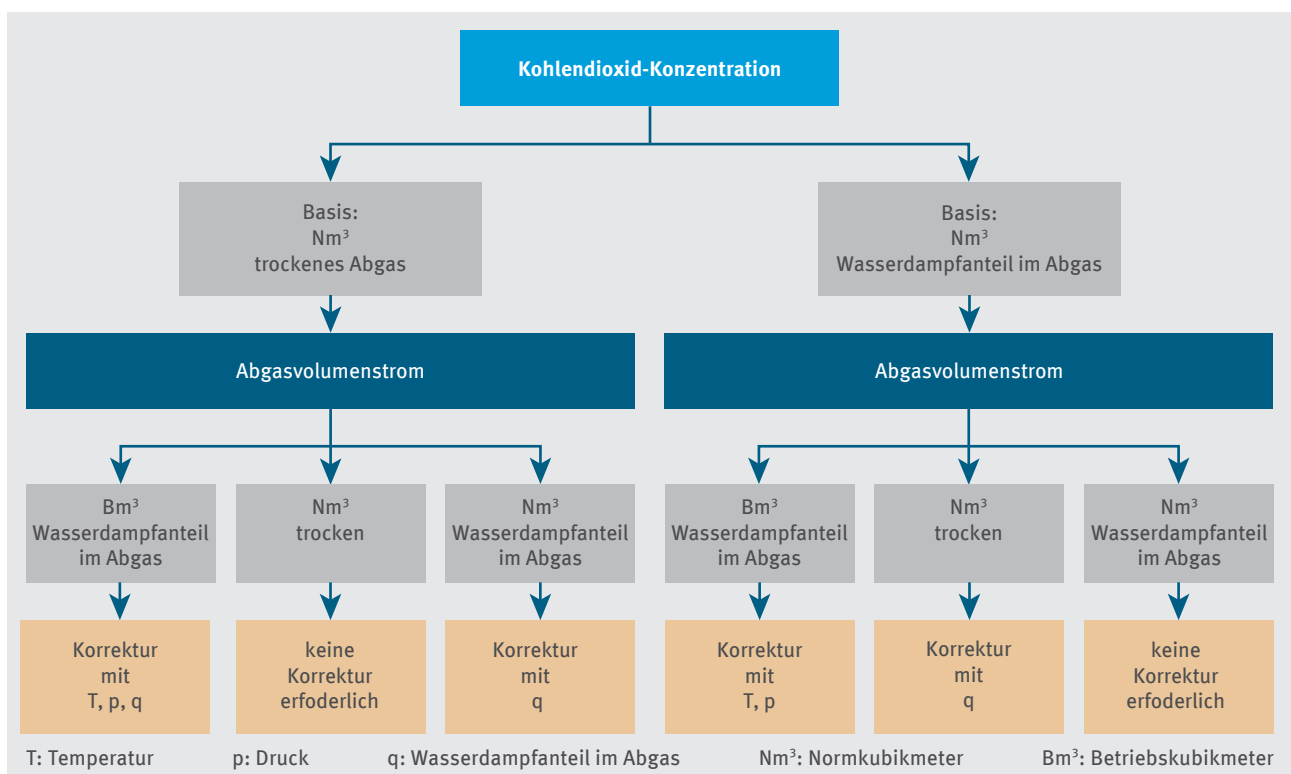 Kohlendioxid-Konzentration
Basis:
Nm³
trockenes Abgas
Basis:
Nm³
Wasserdampfanteil im Abgas
Abgasvolumenstrom
Abgasvolumenstrom
Bm³
Wasserdampfanteil
im Abgas
Nm³
trocken
Nm³
Wasserdampfanteil
im Abgas
Bm³
Wasserdampfanteil
im Abgas
Nm³
trocken
Nm³
Wasserdampfanteil
im Abgas
Korrektur
mit
T, p, q
keine
Korrektur
erfoderlich
Korrektur
mit
q
Korrektur
mit
T, p
Korrektur
mit
q
keine
Korrektur
erfoderlich
T: Temperatur p: Druck q: Wasserdampfanteil im Abgas Nm³: Normkubikmeter Bm³: Betriebskubikmeter